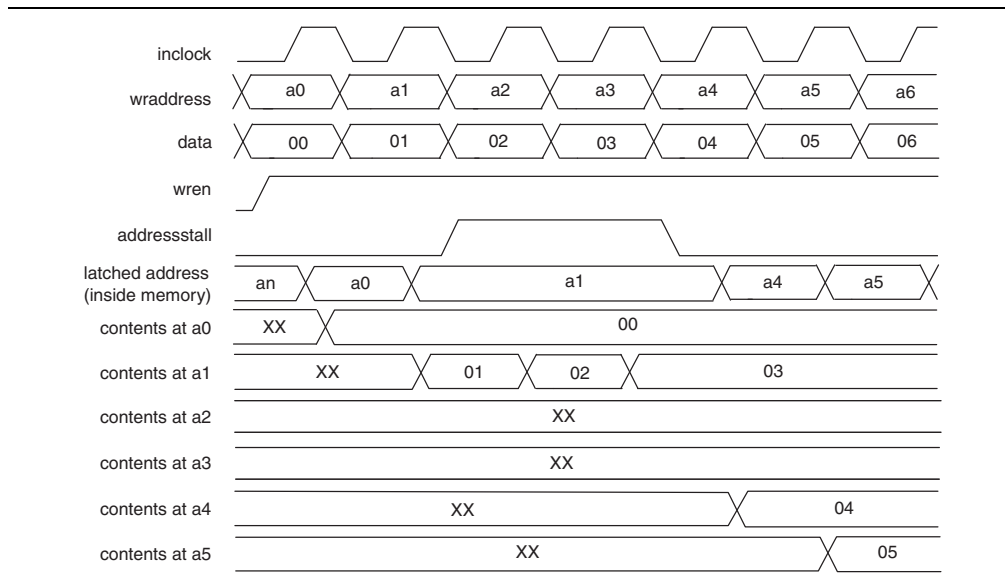 inclock
wraddress a0 a1 a2 a3 a4 a5 a6
data 00 01 02 03 04 05 06
wren
addressstall
latched address
(inside memory) an a0 a1 a4 a5
contents at a0 XX 00
contents at a1 XX 01 02 03
contents at a2 XX
contents at a3 XX
contents at a4 XX 04
contents at a5 XX 05